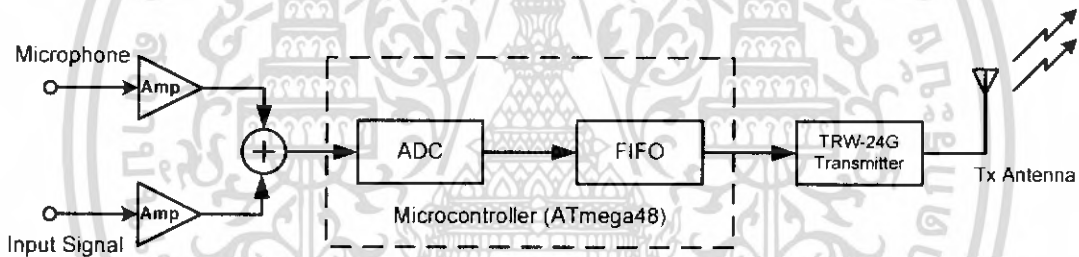 Microphone
Amp
+
ADC
FIFO
TRW-24G
Transmitter
Tx Antenna
Amp
Microcontroller (ATmega48)
Input Signal